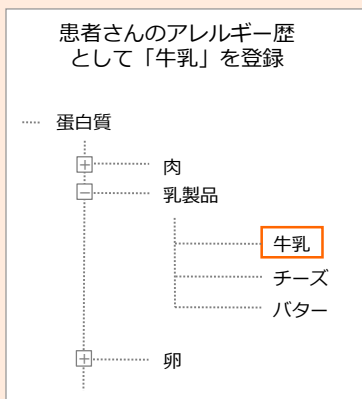 患者さんのアレルギー歴
として「牛乳」を登録
蛋白質
肉
乳製品
牛乳
チーズ
バター
卵